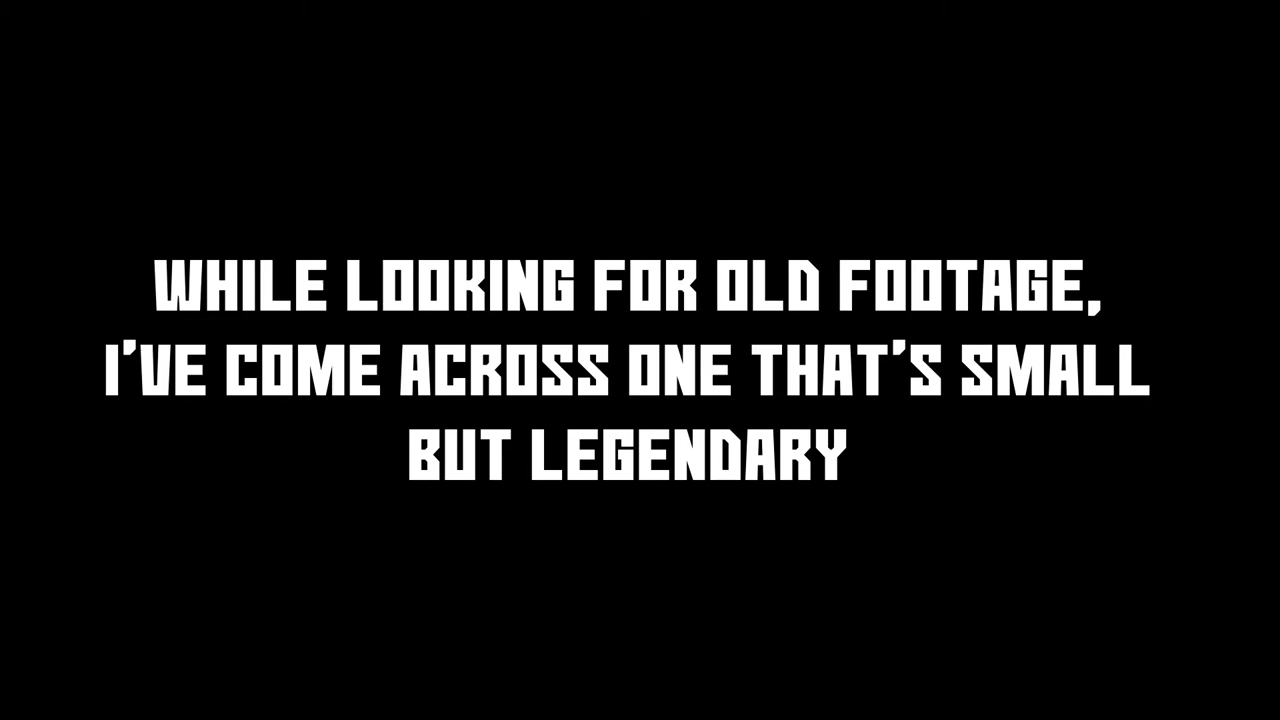 WHILE LOOKING FOR OLD FOOTAGE,
I'VE COME ACROSS ONE THAT'S SMALL
BUT LEGENDARY